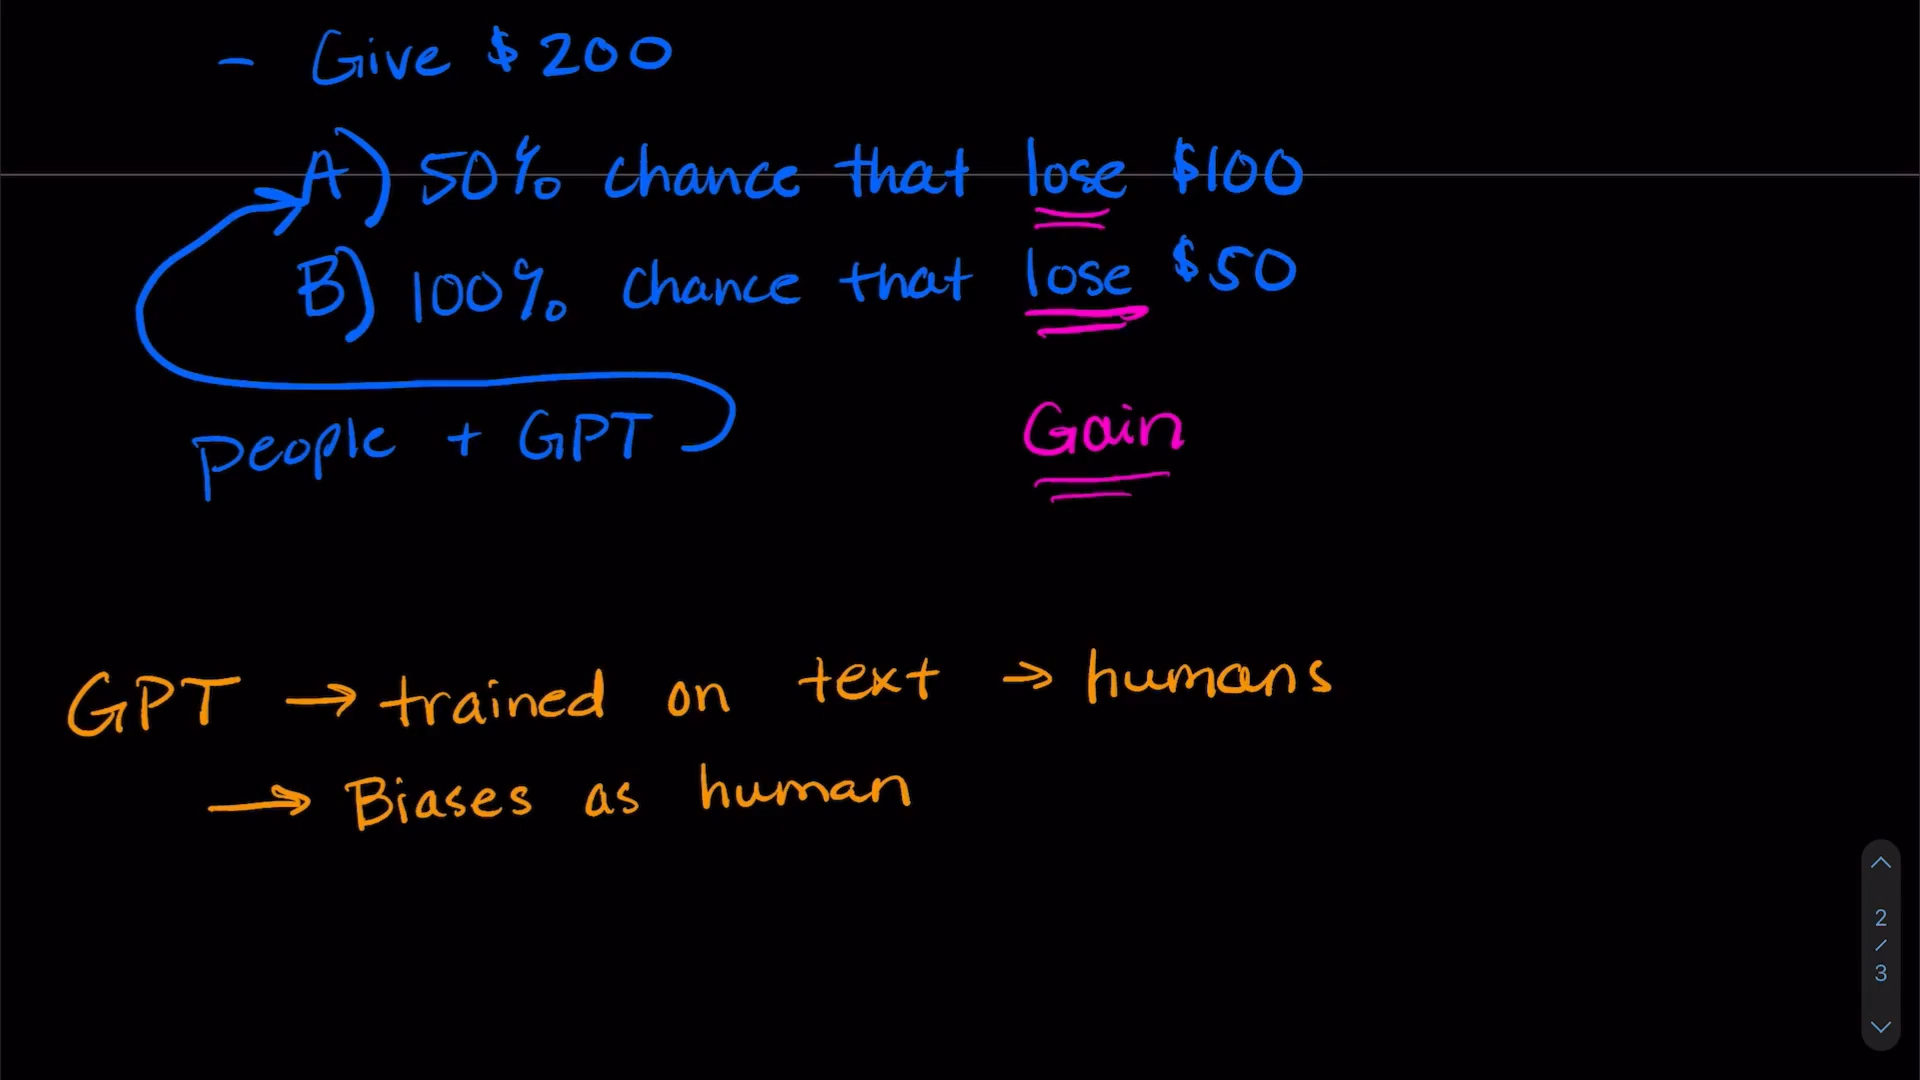 - Give $200
A) 50% chance that lose $100
B) 100% chance that lose $50
people + GPT
Gain
GPT → trained on text → humans
→ Biases as human
2
/
3